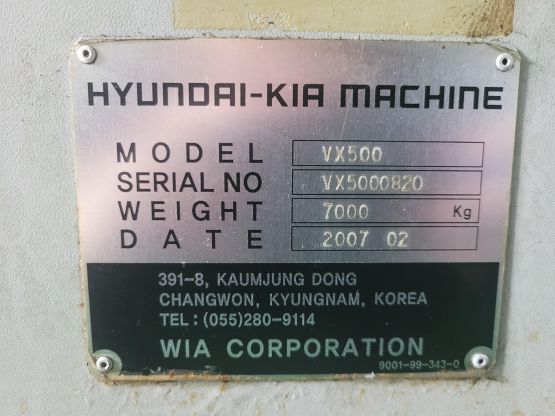 HYUNDAI-KIA MACHINE
MODEL VX500
SERIAL NO VX5000820
WEIGHT 7000 Kg
DATE 2007 02
391-8, KAUMJUNG DONG
CHANGWON, KYUNGNAM, KOREA
TEL : (055)280-9114
WIA CORPORATION
9001-99-343-0